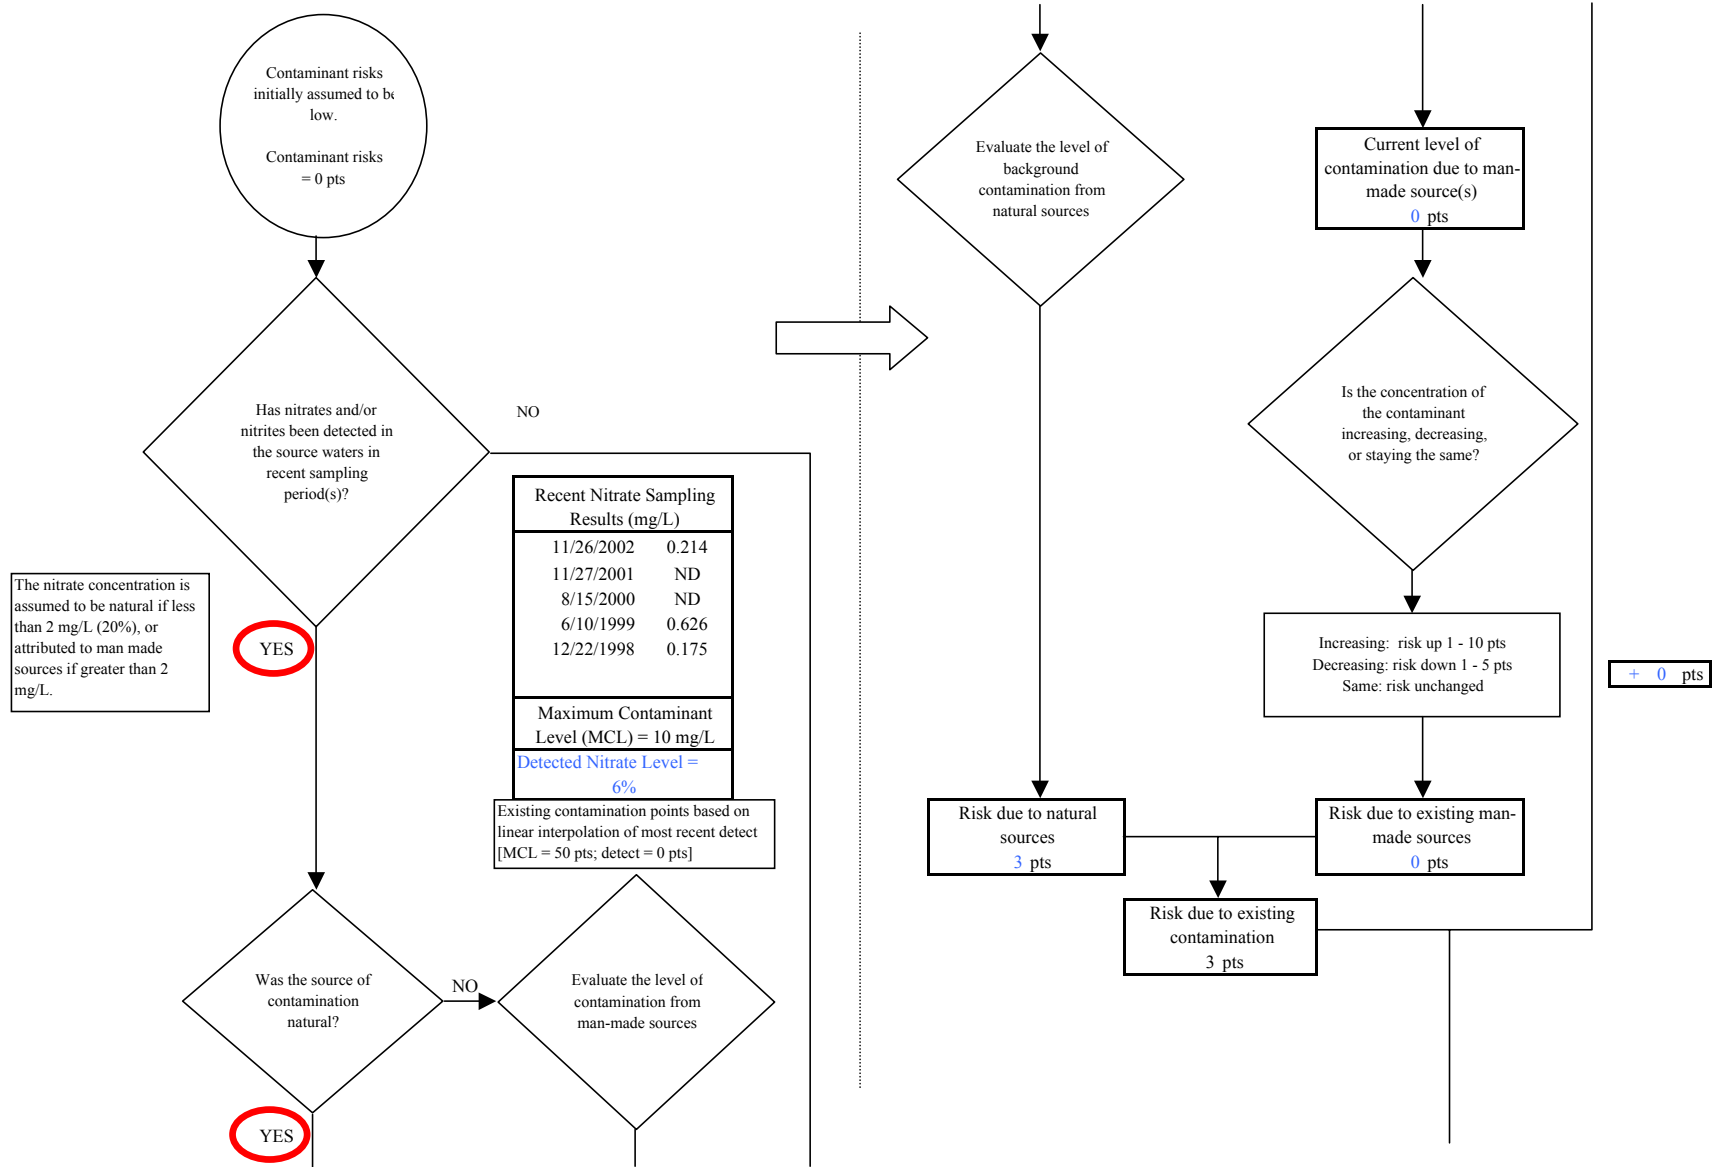 Contaminant risks
initially assumed to be
low.
Contaminant risks
= 0 pts
Has nitrates and/or
nitrites been detected in
the source waters in
recent sampling
period(s)?
NO
Recent Nitrate Sampling
Results (mg/L)
11/26/2002 0.214
11/27/2001 ND
8/15/2000 ND
6/10/1999 0.626
12/22/1998 0.175
Maximum Contaminant
Level (MCL) = 10 mg/L
Detected Nitrate Level =
6%
Existing contamination points based on
linear interpolation of most recent detect
[MCL = 50 pts; detect = 0 pts]
The nitrate concentration is
assumed to be natural if less
than 2 mg/L (20%), or
attributed to man made
sources if greater than 2
mg/L.
YES
Was the source of
contamination
natural?
NO
Evaluate the level of
contamination from
man-made sources
YES
Evaluate the level of
background
contamination from
natural sources
Current level of
contamination due to man-
made source(s)
0 pts
Is the concentration of
the contaminant
increasing, decreasing,
or staying the same?
Increasing: risk up 1 - 10 pts
Decreasing: risk down 1 - 5 pts
Same: risk unchanged
+ 0 pts
Risk due to natural
sources
3 pts
Risk due to existing man-
made sources
0 pts
Risk due to existing
contamination
3 pts